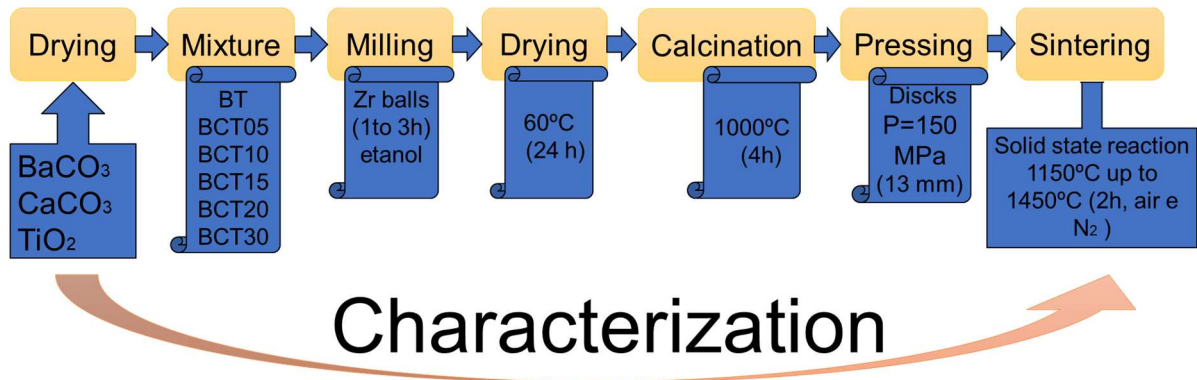 Drying
Mixture
Milling
Drying
Calcination
Pressing
Sintering
BaCO3
CaCO3
TiO2
BT
BCT05
BCT10
BCT15
BCT20
BCT30
Zr balls
(1to 3h)
etanol
60ºC
(24 h)
1000ºC
(4h)
Discks
P=150
MPa
(13 mm)
Solid state reaction
1150ºC up to
1450ºC (2h, air e
N2 )
Characterization